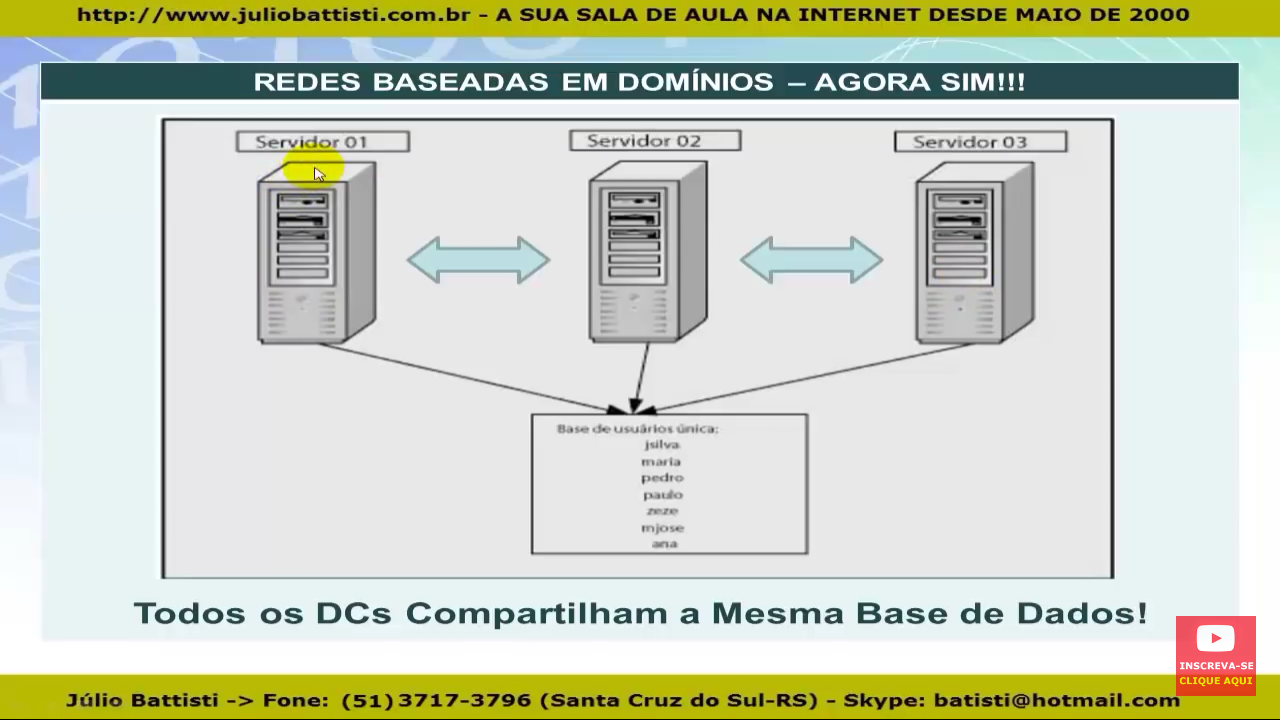 http://www.juliobattisti.com.br - A SUA SALA DE AULA NA INTERNET DESDE MAIO DE 2000
REDES BASEADAS EM DOMÍNIOS – AGORA SIM!!!
Servidor 01
Servidor 02
Servidor 03
Base de usuários única:
jsilva
maria
pedro
paulo
zeze
mjose
ana
Todos os DCs Compartilham a Mesma Base de Dados!
INSCREVA-SE
CLIQUE AQUI
Júlio Battisti -> Fone: (51) 3717-3796 (Santa Cruz do Sul-RS) - Skype: batisti@hotmail.com